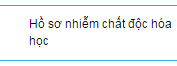 Hồ sơ nhiễm chất độc hóa
học